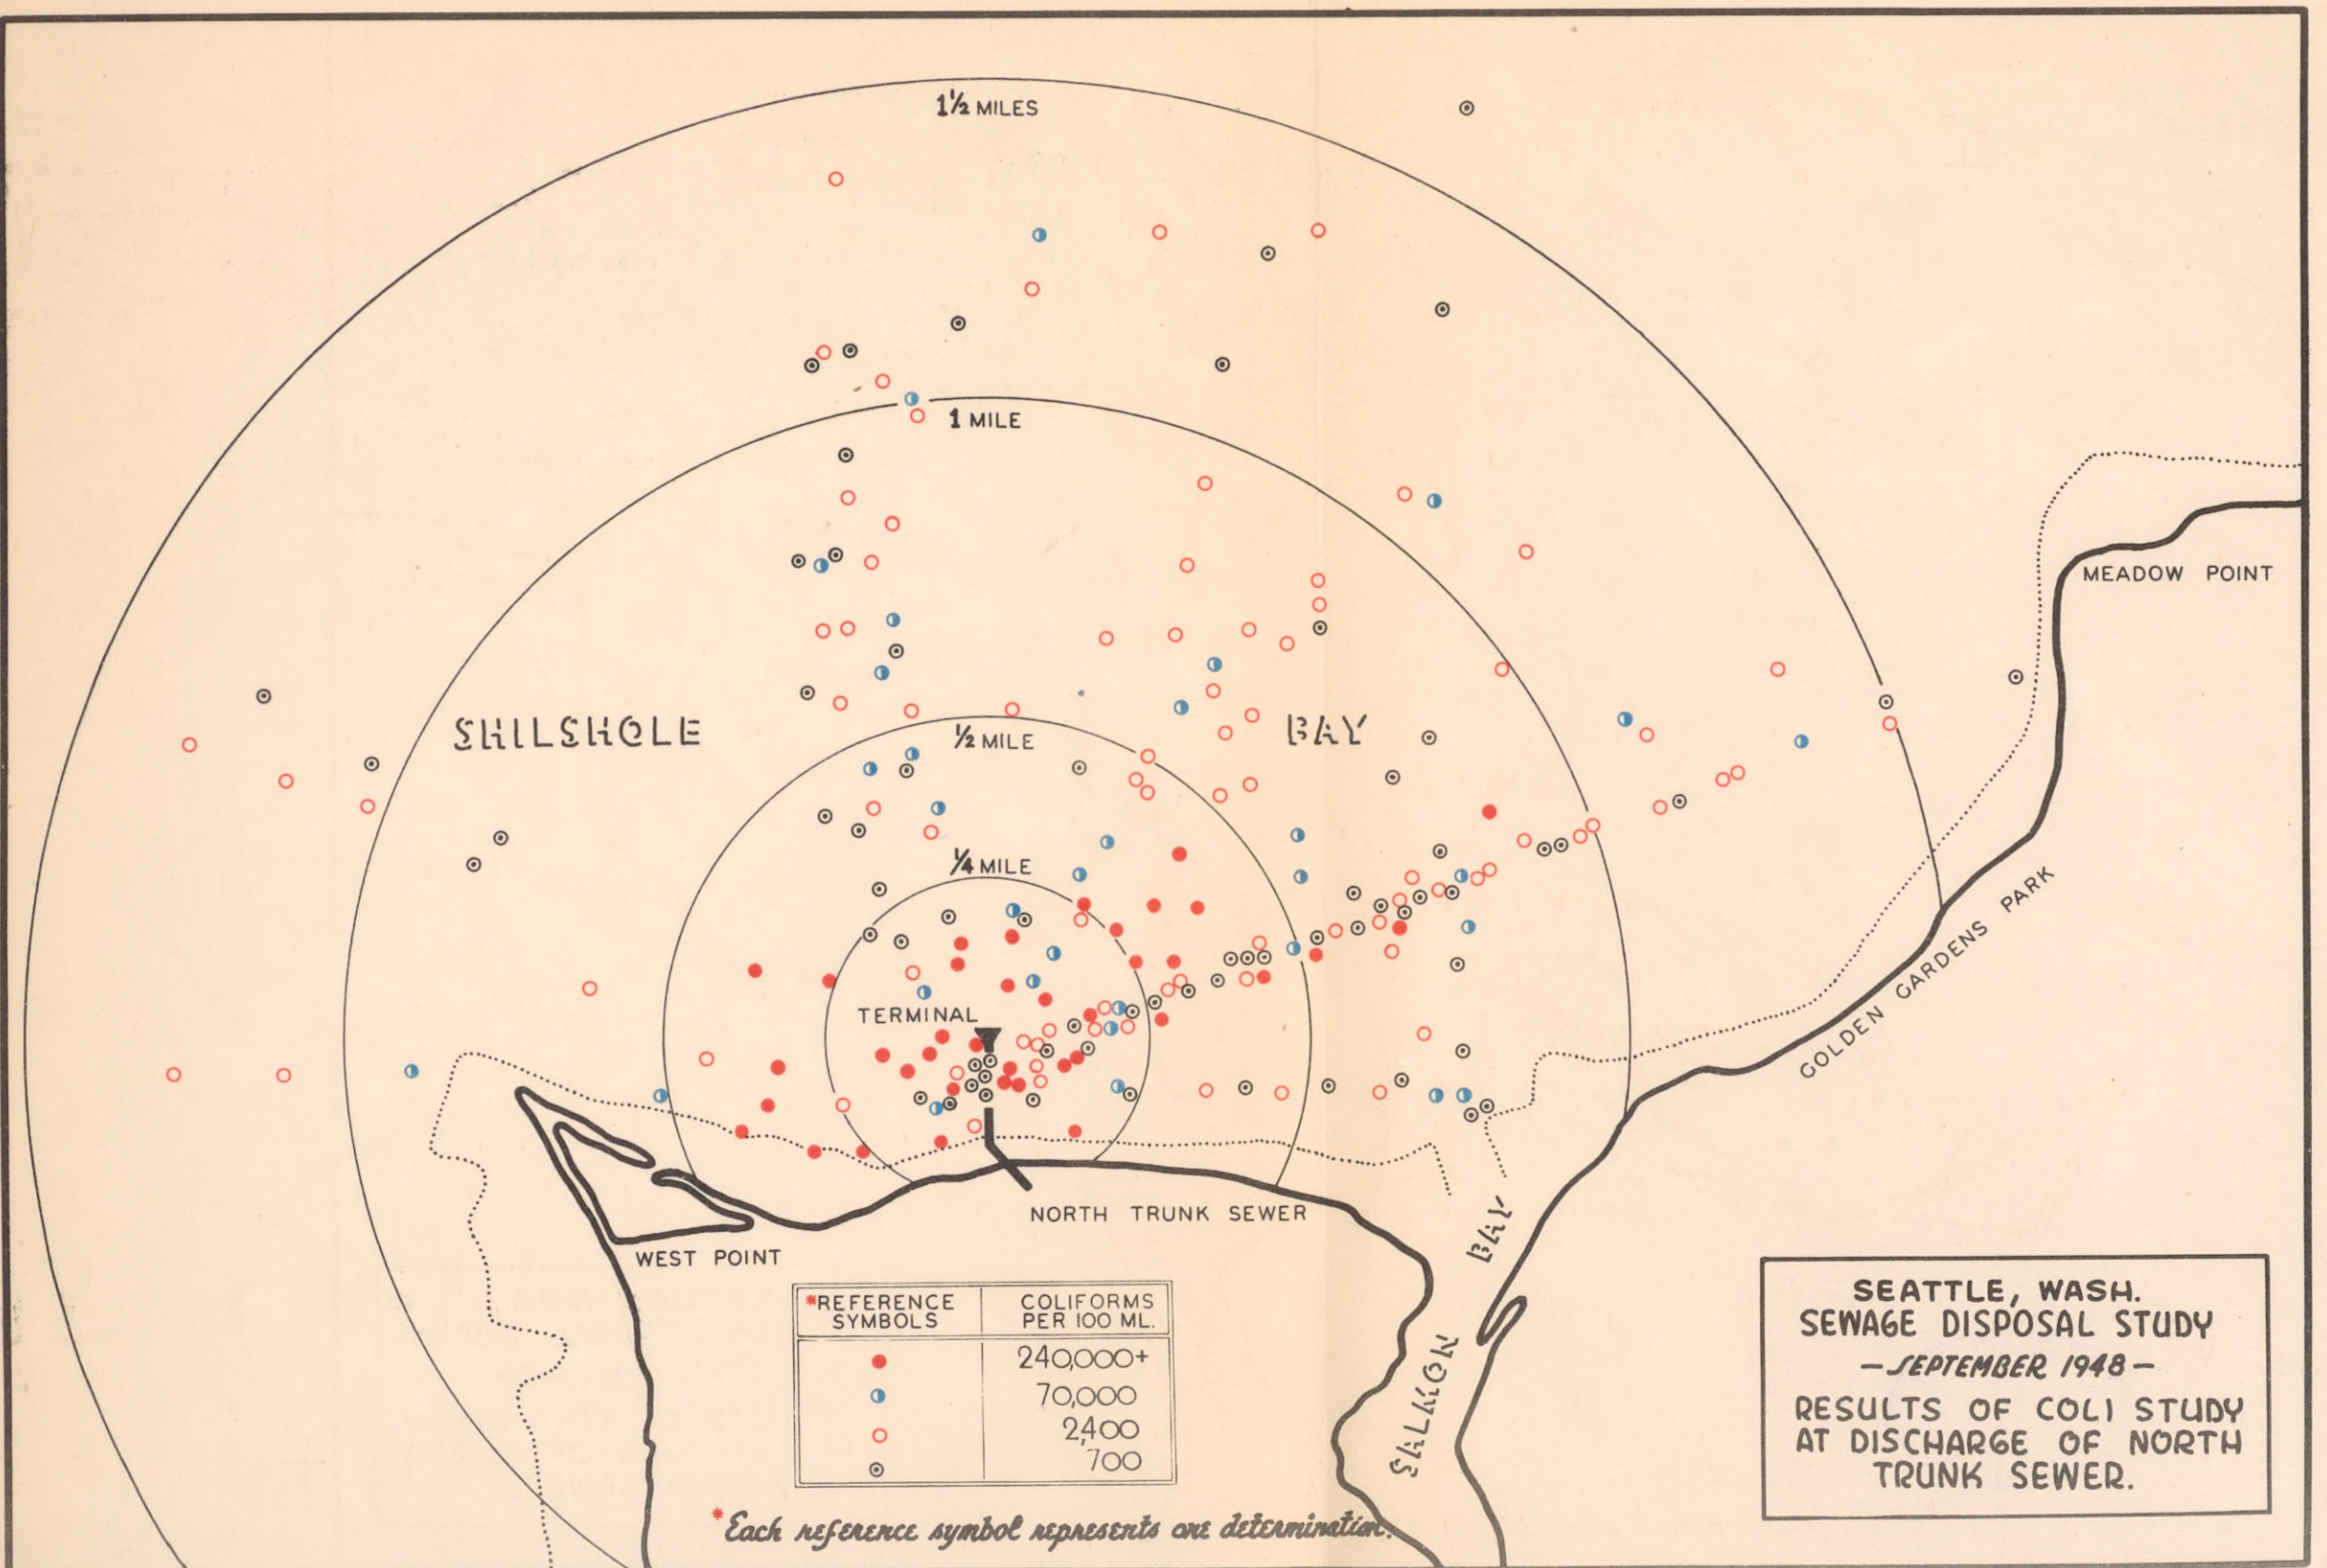 1½ MILES
1 MILE
MEADOW POINT
SHILSHOLE BAY
½ MILE
¼ MILE
GOLDEN GARDENS PARK
TERMINAL
NORTH TRUNK SEWER
WEST POINT
SALMON BAY
*REFERENCE SYMBOLS
COLIFORMS PER 100 ML.
240,000+
70,000
2,400
700
*Each reference symbol represents one determination.
SEATTLE, WASH.
SEWAGE DISPOSAL STUDY
— SEPTEMBER 1948 —
RESULTS OF COLI STUDY
AT DISCHARGE OF NORTH
TRUNK SEWER.